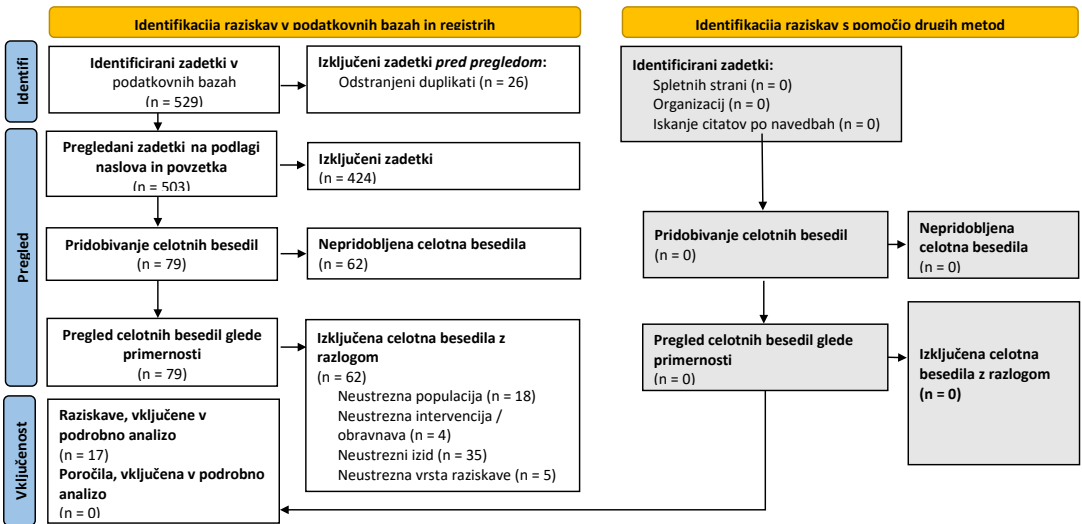 Identifikacija raziskav v podatkovnih bazah in registrih
Identifikacija raziskav s pomočjo drugih metod
Identifi
Identificirani zadetki v
podatkovnih bazah
(n = 529)
Izključeni zadetki pred pregledom:
Odstranjeni duplikati (n = 26)
Identificirani zadetki:
Spletnih strani (n = 0)
Organizacij (n = 0)
Iskanje citatov po navedbah (n = 0)
Pregled
Pregledani zadetki na podlagi
naslova in povzetka
(n = 503)
Izključeni zadetki
(n = 424)
Pridobivanje celotnih besedil
(n = 79)
Nepridobljena celotna besedila
(n = 62)
Pridobivanje celotnih besedil
(n = 0)
Nepridobljena
celotna besedila
(n = 0)
Pregled celotnih besedil glede
primernosti
(n = 79)
Izključena celotna besedila z
razlogom
(n = 62)
Neustrezna populacija (n = 18)
Neustrezna intervencija /
obravnava (n = 4)
Neustrezni izid (n = 35)
Neustrezna vrsta raziskave (n = 5)
Pregled celotnih besedil glede
primernosti
(n = 0)
Izključena celotna
besedila z razlogom
(n = 0)
Vključenost
Raziskave, vključene v
podrobno analizo
(n = 17)
Poročila, vključena v podrobno
analizo
(n = 0)